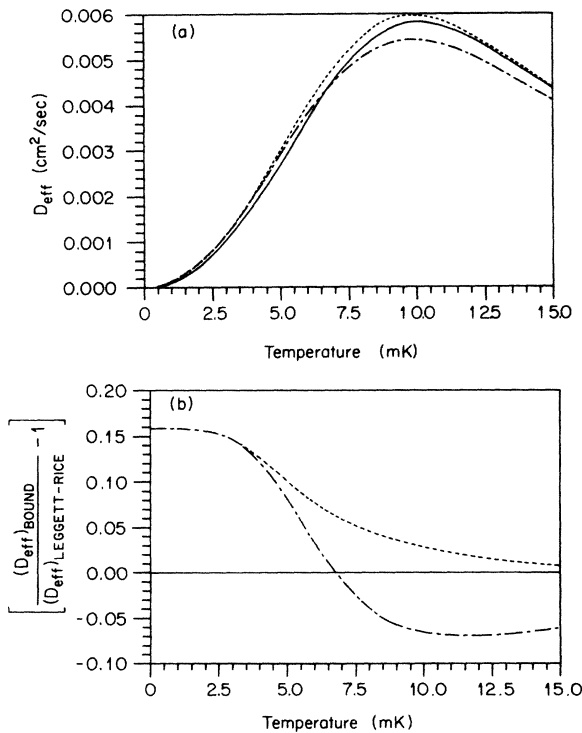 (a)
0.006
0.005
0.004
0.003
0.002
0.001
0.000
D_eff (cm²/sec)
0 2.5 5.0 7.5 10.0 12.5 15.0
Temperature (mK)
(b)
0.20
0.15
0.10
0.05
0.00
-0.05
-0.10
[(D_eff)_BOUND / (D_eff)_LEGGETT-RICE -1]
0 2.5 5.0 7.5 10.0 12.5 15.0
Temperature (mK)